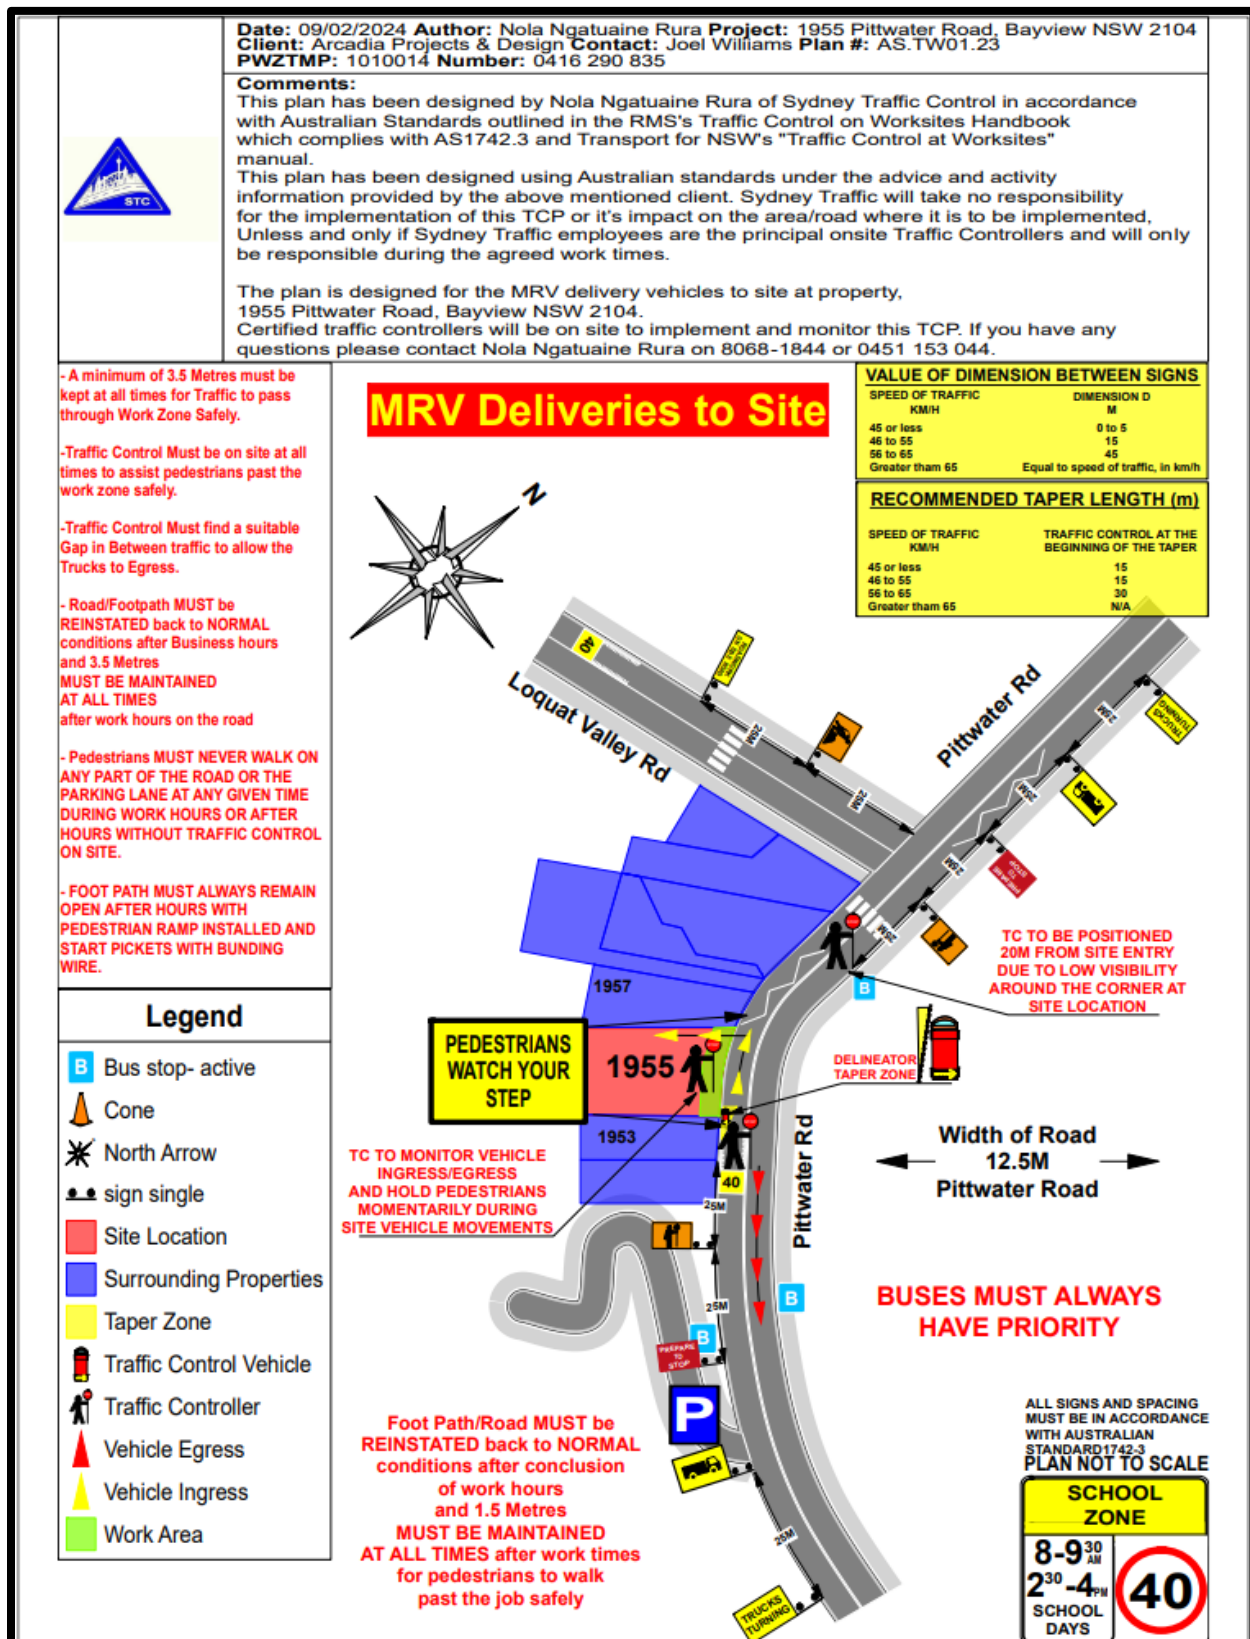 Date: 09/02/2024 Author: Nola Ngatuaine Rura Project: 1955 Pittwater Road, Bayview NSW 2104
Client: Arcadia Projects & Design Contact: Joel Williams Plan #: AS.TW01.23
PWZTMP: 1010014 Number: 0416 290 835
STC
Comments:
This plan has been designed by Nola Ngatuaine Rura of Sydney Traffic Control in accordance
with Australian Standards outlined in the RMS's Traffic Control on Worksites Handbook
which complies with AS1742.3 and Transport for NSW's "Traffic Control at Worksites"
manual.
This plan has been designed using Australian standards under the advice and activity
information provided by the above mentioned client. Sydney Traffic will take no responsibility
for the implementation of this TCP or it's impact on the area/road where it is to be implemented,
Unless and only if Sydney Traffic employees are the principal onsite Traffic Controllers and will only
be responsible during the agreed work times.
The plan is designed for the MRV delivery vehicles to site at property,
1955 Pittwater Road, Bayview NSW 2104.
Certified traffic controllers will be on site to implement and monitor this TCP. If you have any
questions please contact Nola Ngatuaine Rura on 8068-1844 or 0451 153 044.
- A minimum of 3.5 Metres must be
kept at all times for Traffic to pass
through Work Zone Safely.
-Traffic Control Must be on site at all
times to assist pedestrians past the
work zone safely.
-Traffic Control Must find a suitable
Gap in Between traffic to allow the
Trucks to Egress.
- Road/Footpath MUST be
REINSTATED back to NORMAL
conditions after Business hours
and 3.5 Metres
MUST BE MAINTAINED
AT ALL TIMES
after work hours on the road
- Pedestrians MUST NEVER WALK ON
ANY PART OF THE ROAD OR THE
PARKING LANE AT ANY GIVEN TIME
DURING WORK HOURS OR AFTER
HOURS WITHOUT TRAFFIC CONTROL
ON SITE.
- FOOT PATH MUST ALWAYS REMAIN
OPEN AFTER HOURS WITH
PEDESTRIAN RAMP INSTALLED AND
START PICKETS WITH BUNDING
WIRE.
Legend
B Bus stop- active
Cone
North Arrow
sign single
Site Location
Surrounding Properties
Taper Zone
Traffic Control Vehicle
Traffic Controller
Vehicle Egress
Vehicle Ingress
Work Area
MRV Deliveries to Site
VALUE OF DIMENSION BETWEEN SIGNS
SPEED OF TRAFFIC DIMENSION D
KM/H M
45 or less 0 to 5
46 to 55 15
56 to 65 45
Greater tham 65 Equal to speed of traffic, in km/h
RECOMMENDED TAPER LENGTH (m)
SPEED OF TRAFFIC TRAFFIC CONTROL AT THE
KM/H BEGINNING OF THE TAPER
45 or less 15
46 to 55 15
56 to 65 30
Greater tham 65 N/A
N
40
Loquat Valley Rd
25M
25M
Pittwater Rd
25M
TRUCKS
TURNING
25M
25M
PREPARE
TO
STOP
25M
B
TC TO BE POSITIONED
20M FROM SITE ENTRY
DUE TO LOW VISIBILITY
AROUND THE CORNER AT
SITE LOCATION
1957
PEDESTRIANS
WATCH YOUR
STEP
1955
DELINEATOR
TAPER ZONE
1953
TC TO MONITOR VEHICLE
INGRESS/EGRESS
AND HOLD PEDESTRIANS
MOMENTARILY DURING
SITE VEHICLE MOVEMENTS
40
Pittwater Rd
Width of Road
12.5M
Pittwater Road
25M
25M
B
B
PREPARE
TO
STOP
BUSES MUST ALWAYS
HAVE PRIORITY
P
Foot Path/Road MUST be
REINSTATED back to NORMAL
conditions after conclusion
of work hours
and 1.5 Metres
MUST BE MAINTAINED
AT ALL TIMES after work times
for pedestrians to walk
past the job safely
25M
TRUCKS
TURNING
ALL SIGNS AND SPACING
MUST BE IN ACCORDANCE
WITH AUSTRALIAN
STANDARD1742-3
PLAN NOT TO SCALE
SCHOOL
ZONE
8-9 30 AM
2 30 -4 PM
SCHOOL
DAYS
40